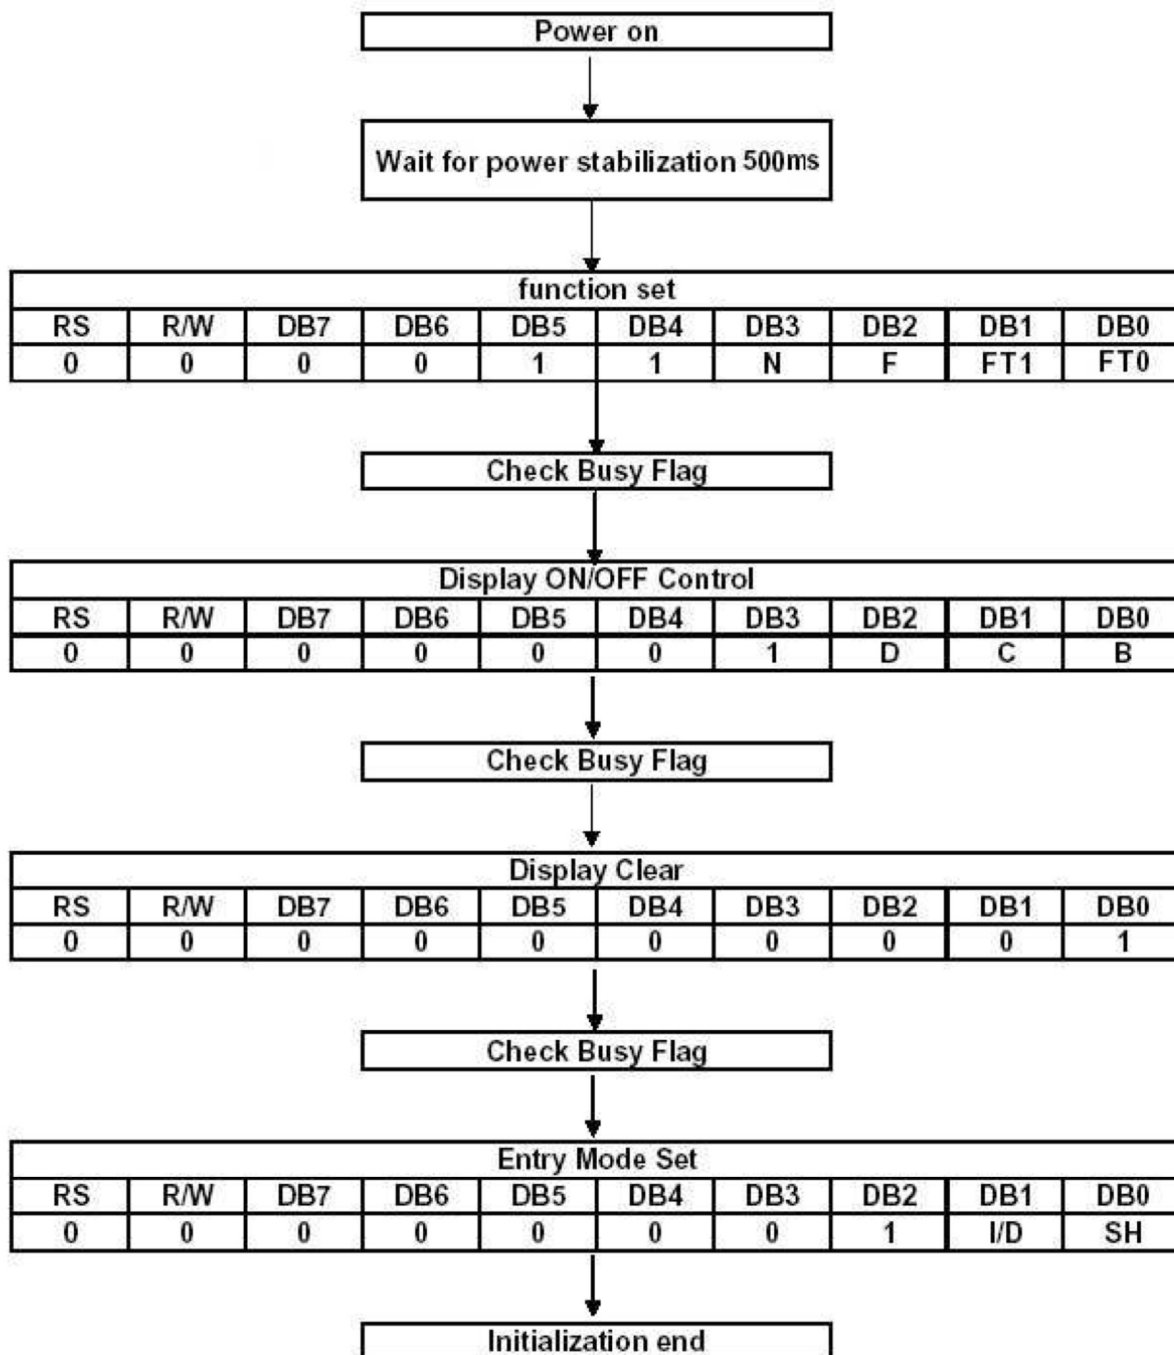 Power on
Wait for power stabilization 500ms
function set
RS R/W DB7 DB6 DB5 DB4 DB3 DB2 DB1 DB0
0 0 0 0 1 1 N F FT1 FT0
Check Busy Flag
Display ON/OFF Control
RS R/W DB7 DB6 DB5 DB4 DB3 DB2 DB1 DB0
0 0 0 0 0 0 1 D C B
Check Busy Flag
Display Clear
RS R/W DB7 DB6 DB5 DB4 DB3 DB2 DB1 DB0
0 0 0 0 0 0 0 0 0 1
Check Busy Flag
Entry Mode Set
RS R/W DB7 DB6 DB5 DB4 DB3 DB2 DB1 DB0
0 0 0 0 0 0 0 1 I/D SH
Initialization end